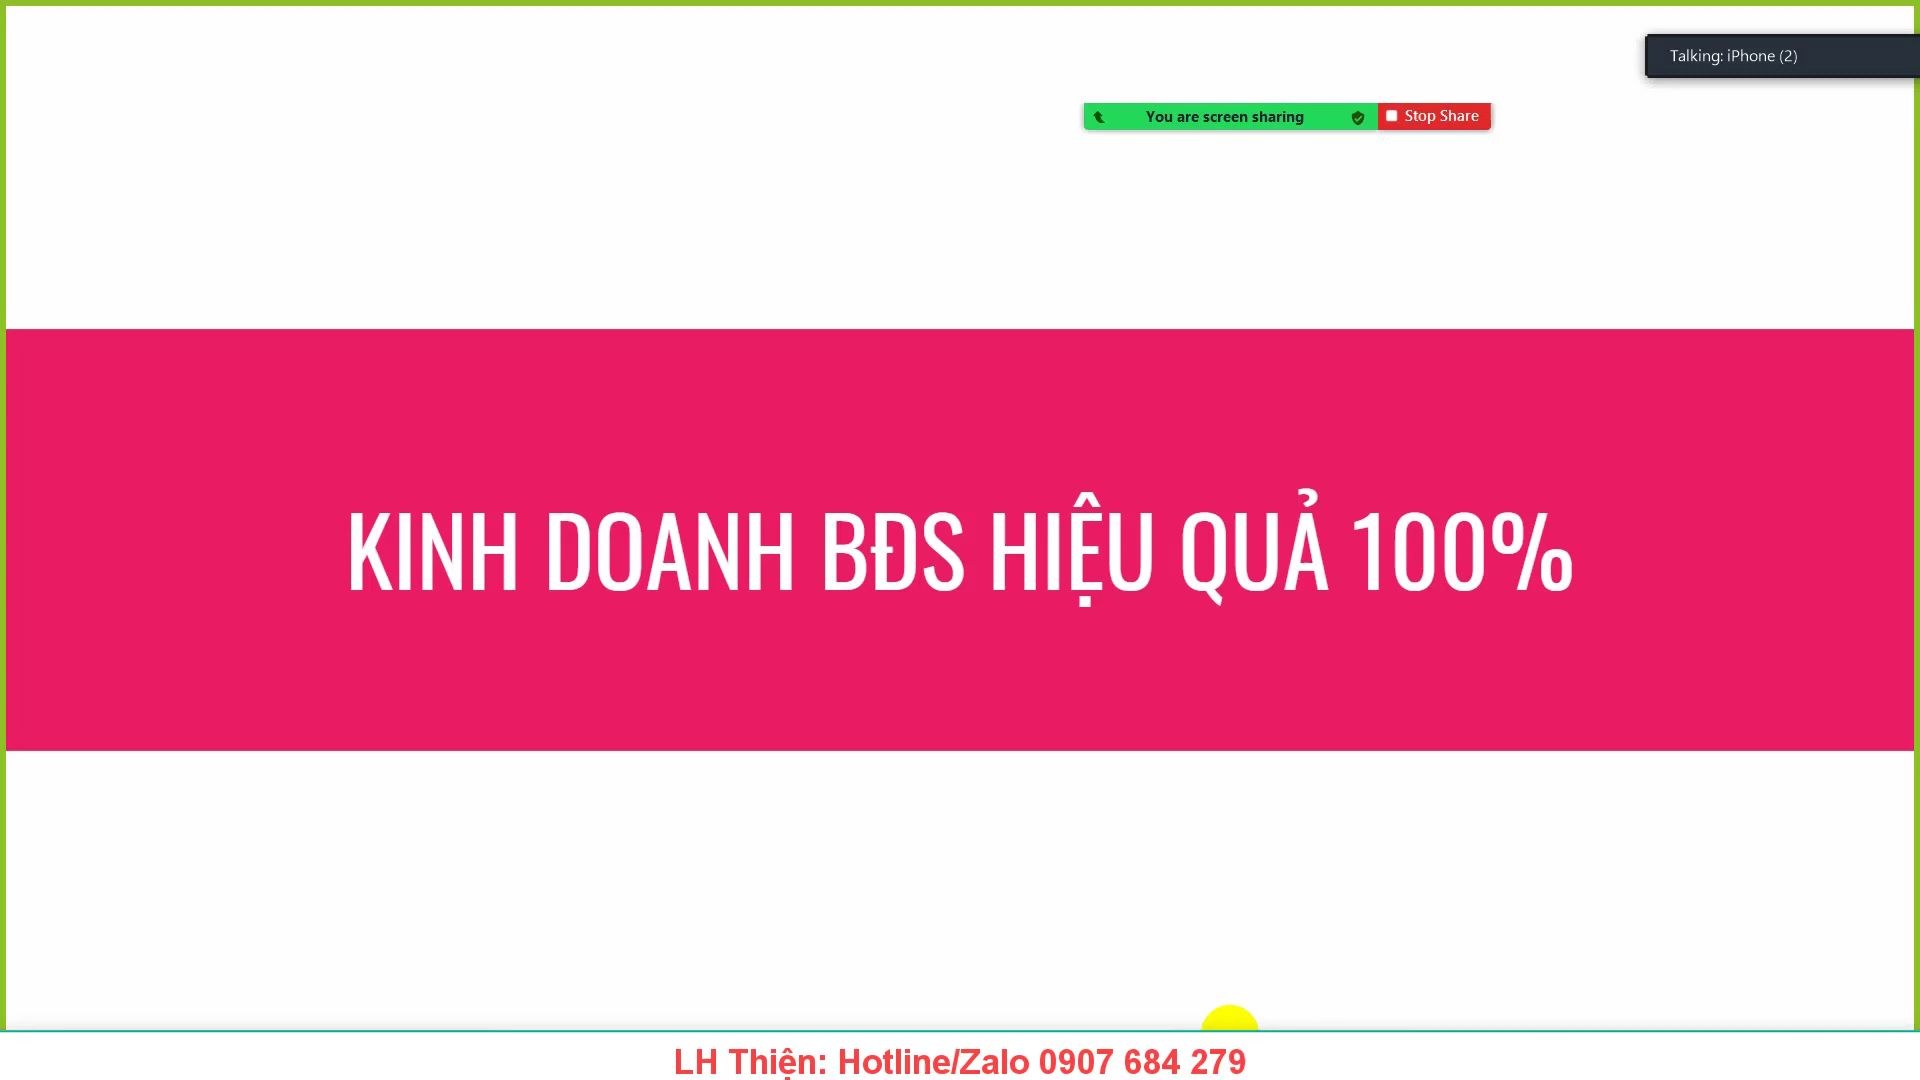 Talking: iPhone (2)
You are screen sharing
Stop Share
KINH DOANH BĐS HIỆU QUẢ 100%
LH Thiện: Hotline/Zalo 0907 684 279